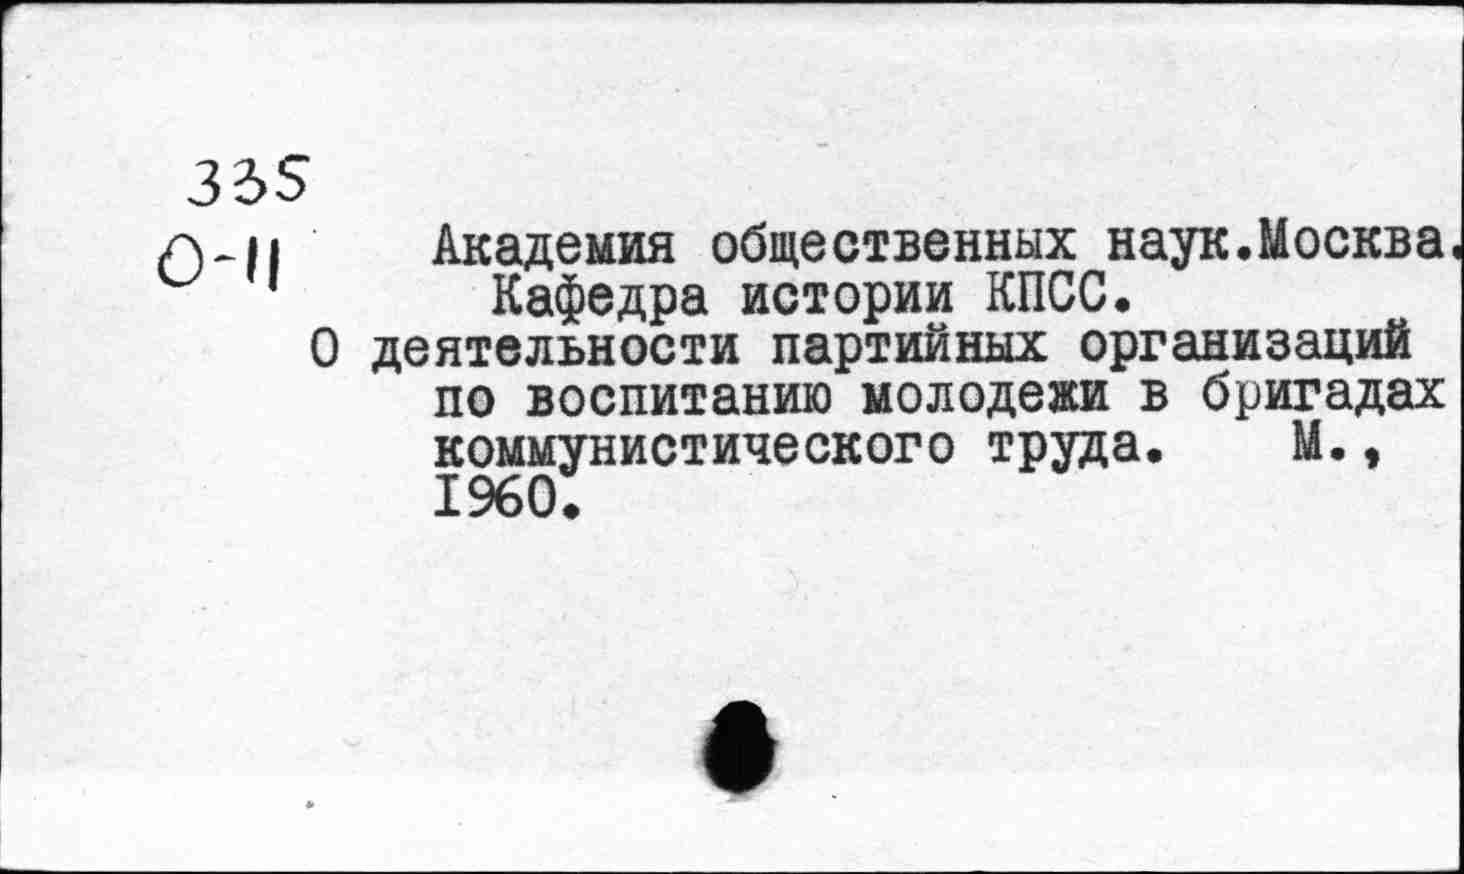 335
О-11
Академия общественных наук.Москва.
Кафедра истории КПСС.
О деятельности партийных организаций
по воспитанию молодежи в бригадах
коммунистического труда. М.,
1960.